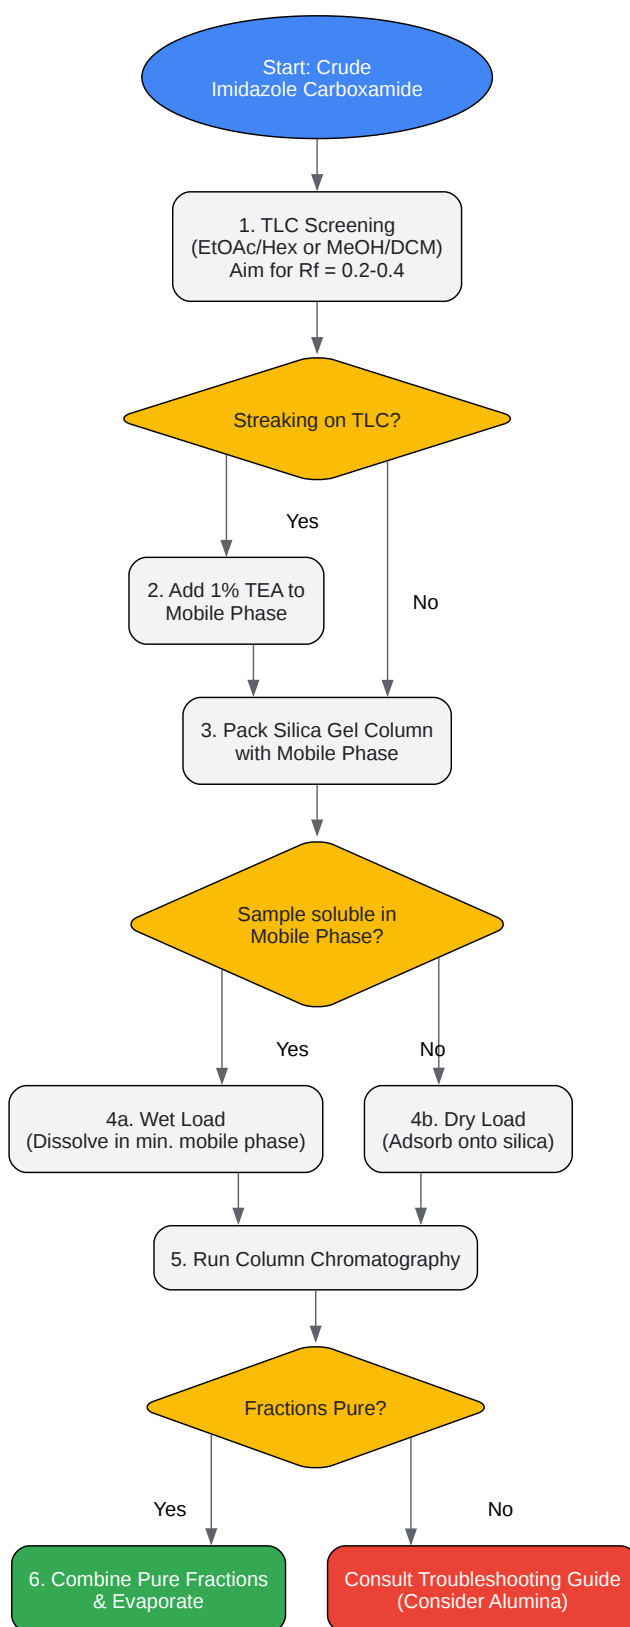 Start: Crude
Imidazole Carboxamide
1. TLC Screening
(EtOAc/Hex or MeOH/DCM)
Aim for Rf = 0.2-0.4
Streaking on TLC?
Yes
2. Add 1% TEA to
Mobile Phase
No
3. Pack Silica Gel Column
with Mobile Phase
Sample soluble in
Mobile Phase?
Yes
No
4a. Wet Load
(Dissolve in min. mobile phase)
4b. Dry Load
(Adsorb onto silica)
5. Run Column Chromatography
Fractions Pure?
Yes
No
6. Combine Pure Fractions
& Evaporate
Consult Troubleshooting Guide
(Consider Alumina)